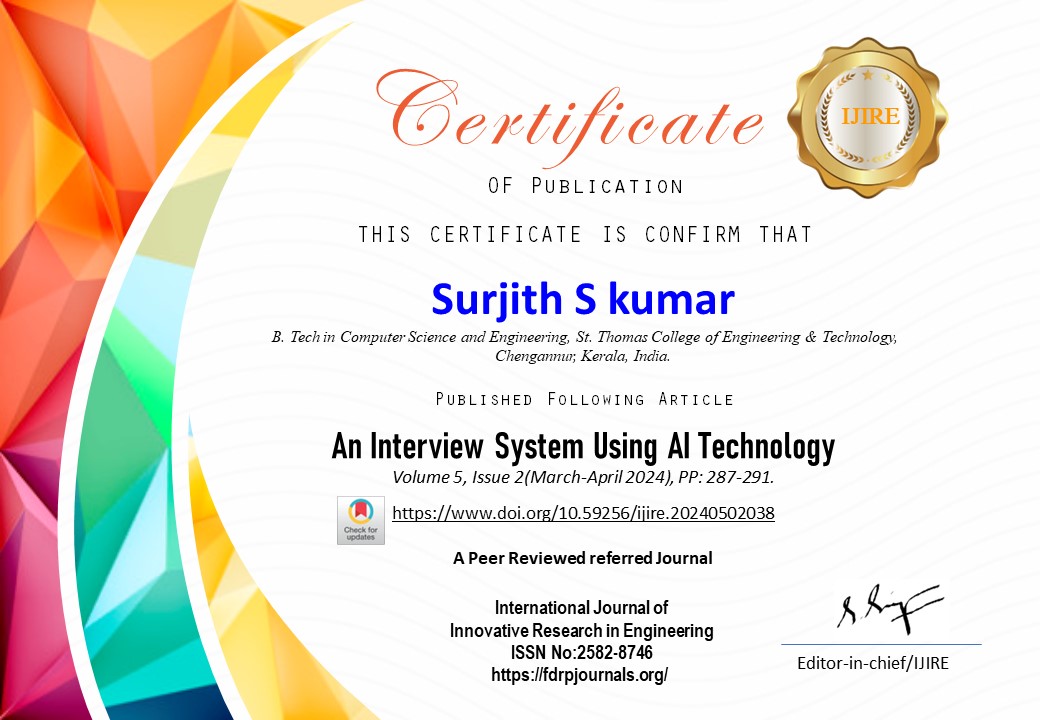 Certificate
IJIRE
OF PUBLICATION
THIS CERTIFICATE IS CONFIRM THAT
Surjith S kumar
B. Tech in Computer Science and Engineering, St. Thomas College of Engineering & Technology,
Chengannur, Kerala, India.
PUBLISHED FOLLOWING ARTICLE
An Interview System Using AI Technology
Volume 5, Issue 2(March-April 2024), PP: 287-291.
Check for
updates
https://www.doi.org/10.59256/ijire.20240502038
A Peer Reviewed referred Journal
International Journal of
Innovative Research in Engineering
ISSN No:2582-8746
https://fdrpjournals.org/
Editor-in-chief/IJIRE